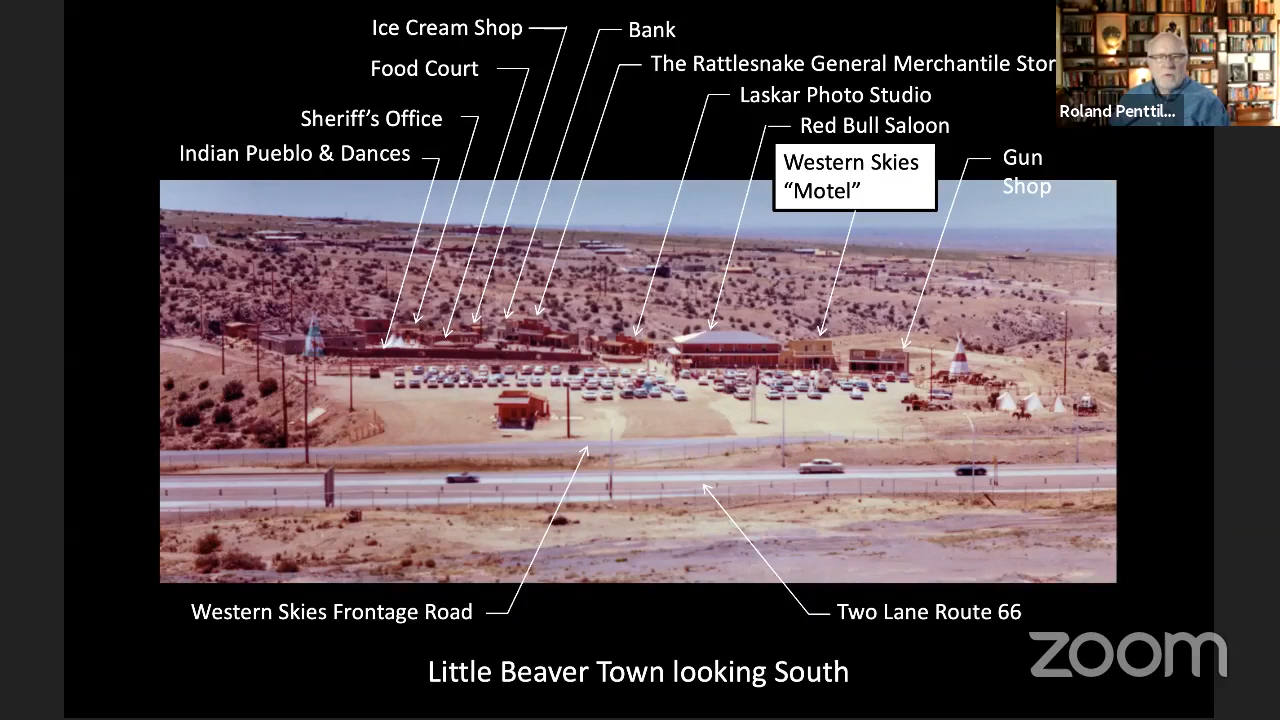 Ice Cream Shop
Bank
Food Court
The Rattlesnake General Merchantile Stor
Laskar Photo Studio
Sheriff's Office
Red Bull Saloon
Indian Pueblo & Dances
Western Skies
“Motel”
Gun
Shop
Roland Penttil...
Western Skies Frontage Road
Two Lane Route 66
Little Beaver Town looking South
zoom